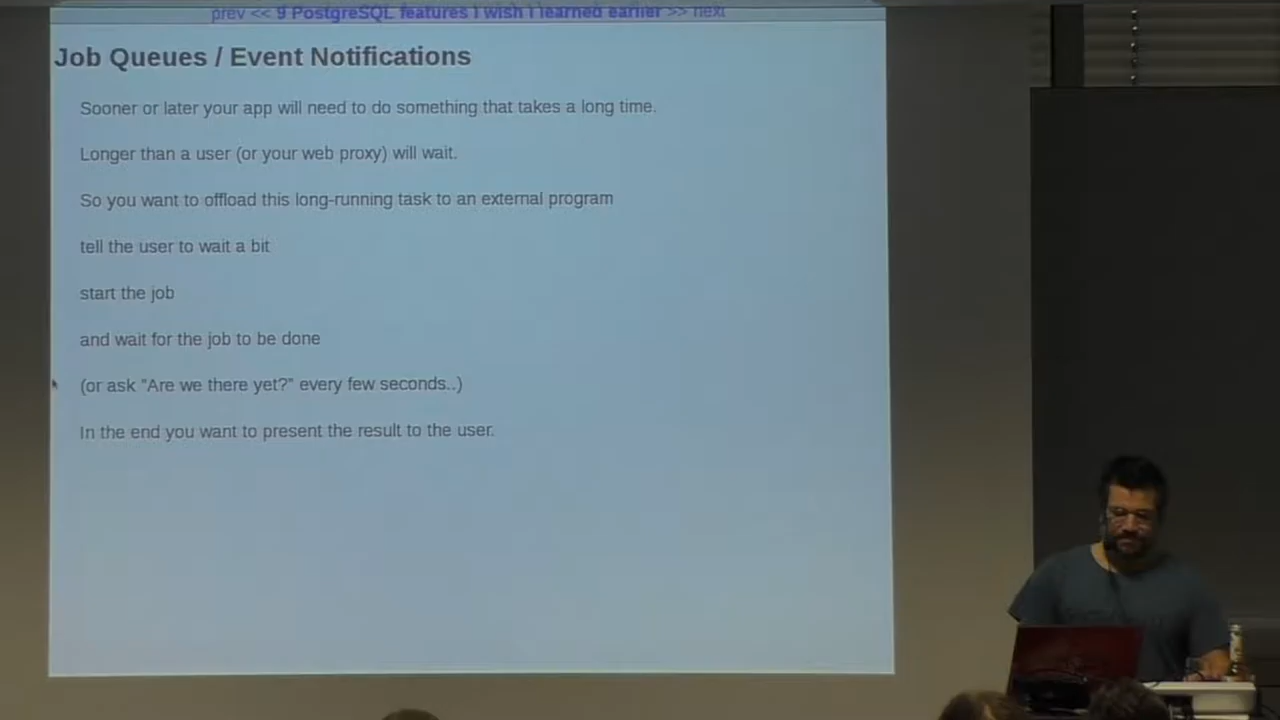 prev << 9 PostgreSQL features I wish I learned earlier >> next
Job Queues / Event Notifications
Sooner or later your app will need to do something that takes a long time.
Longer than a user (or your web proxy) will wait.
So you want to offload this long-running task to an external program
tell the user to wait a bit
start the job
and wait for the job to be done
(or ask "Are we there yet?" every few seconds..)
In the end you want to present the result to the user.